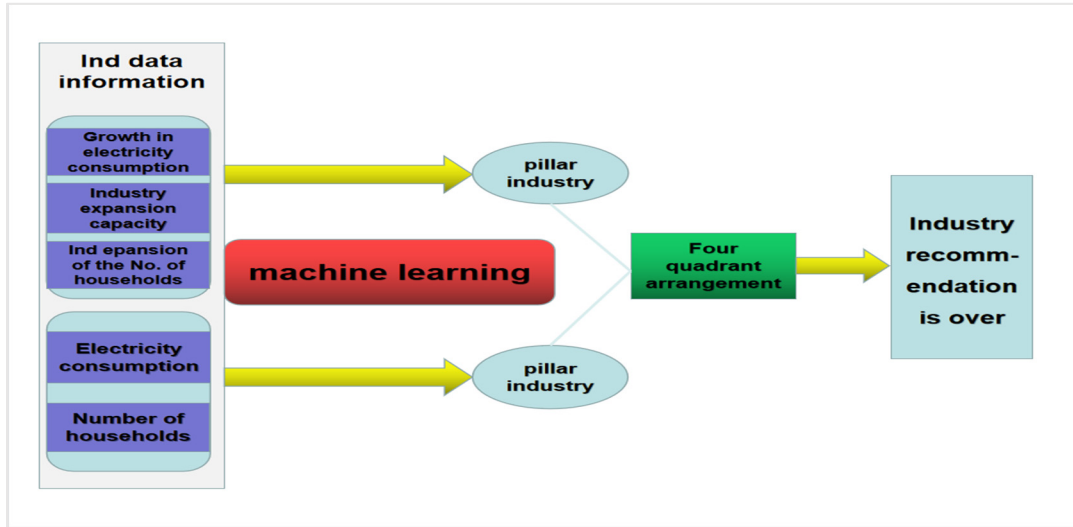 Ind data
information
Growth in
electricity
consumption
Industry
expansion
capacity
Ind epansion
of the No. of
households
Electricity
consumption
Number of
households
machine learning
pillar
industry
pillar
industry
Four
quadrant
arrangement
Industry
recomm-
endation
is over